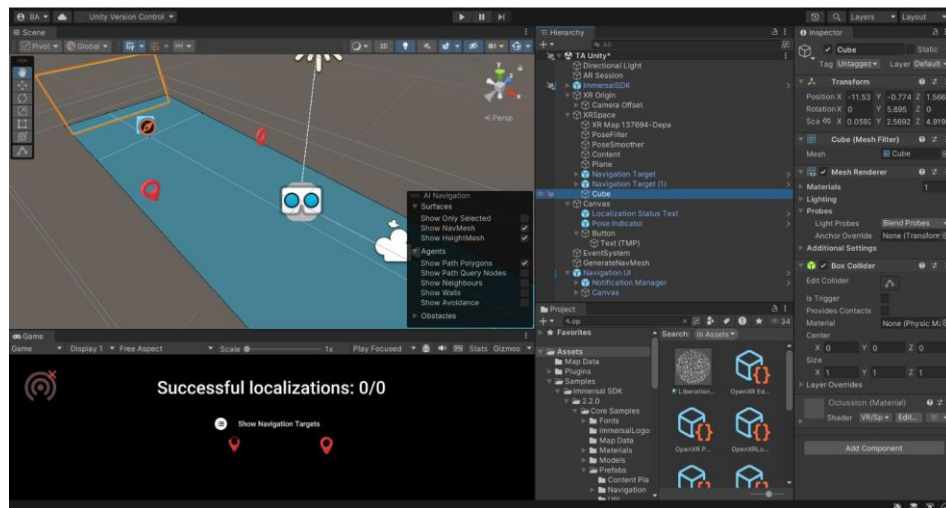 BA
Unity Version Control
Layers
Layout
Scene
Pivot
Global
2D
Persp
AI Navigation
Surfaces
Show Only Selected
Show NavMesh
Show HeightMesh
Agents
Show Path Polygons
Show Path Query Nodes
Show Neighbours
Show Walls
Show Avoidance
Obstacles
Game
Game
Display 1
Free Aspect
Scale
1x
Play Focused
Stats
Gizmos
Successful localizations: 0/0
Show Navigation Targets
Hierarchy
All
TA Unity*
Directional Light
AR Session
ImmersalSDK
XR Origin
Camera Offset
XRSpace
XR Map 137694-Depa
PoseFilter
PoseSmoother
Content
Plane
Navigation Target
Navigation Target (1)
Cube
Canvas
Localization Status Text
Pose Indicator
Button
Text (TMP)
EventSystem
GenerateNavMesh
Navigation UI
Notification Manager
Canvas
Project
op
34
Favorites
Search: In Assets
Assets
Map Data
Plugins
Samples
Immersal SDK
2.2.0
Core Samples
Fonts
ImmersalLogo
Map Data
Materials
Models
Prefabs
Content Pla
Navigation
Liberation...
OpenXR Ed...
OpenXR P...
OpenXRLo...
Inspector
Cube
Static
Tag Untagged
Layer Default
Transform
Position X -11.53 Y -0.774 Z 1.566
Rotation X 0 Y 5.695 Z 0
Sca X 0.0592 Y 2.5692 Z 4.919
Cube (Mesh Filter)
Mesh
Cube
Mesh Renderer
Materials
1
Lighting
Probes
Light Probes
Blend Probes
Anchor Override
None (Transform
Additional Settings
Box Collider
Edit Collider
Is Trigger
Provides Contacts
Material
None (Physic M
Center
X 0 Y 0 Z 0
Size
X 1 Y 1 Z 1
Layer Overrides
Oclussion (Material)
Shader
VR/Sp
Edit...
Add Component